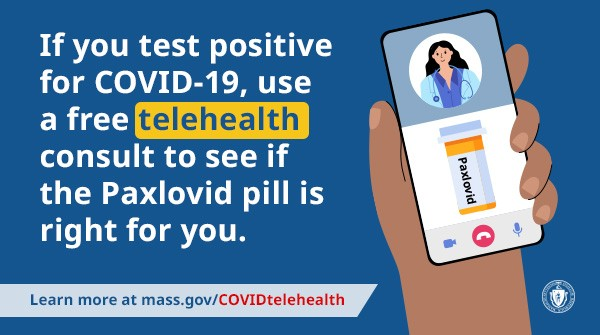 If you test positive
for COVID-19, use
a free telehealth
consult to see if
the Paxlovid pill is
right for you.
Paxlovid
Learn more at mass.gov/COVIDtelehealth